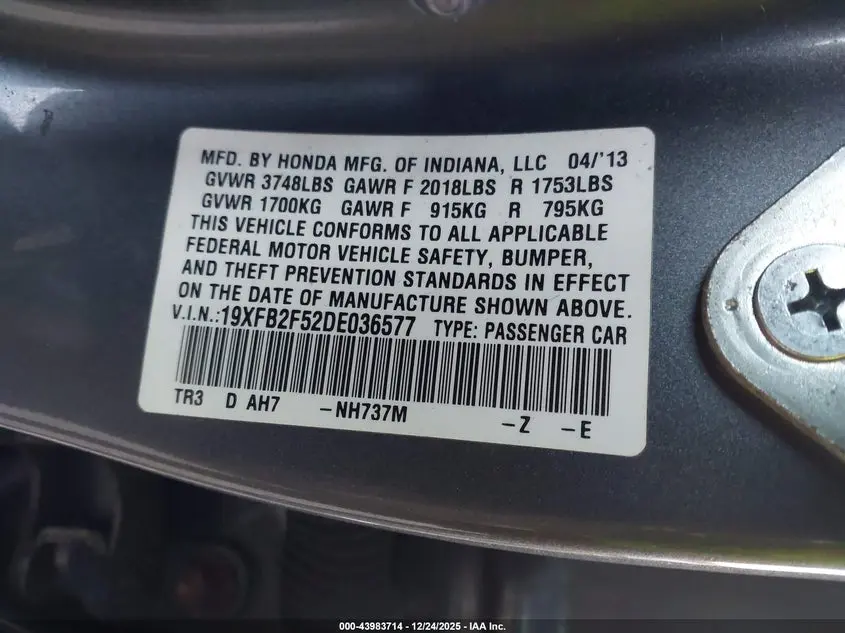 MFD. BY HONDA MFG. OF INDIANA, LLC 04/'13
GVWR 3748LBS GAWR F 2018LBS R 1753LBS
GVWR 1700KG GAWR F 915KG R 795KG
THIS VEHICLE CONFORMS TO ALL APPLICABLE
FEDERAL MOTOR VEHICLE SAFETY, BUMPER,
AND THEFT PREVENTION STANDARDS IN EFFECT
ON THE DATE OF MANUFACTURE SHOWN ABOVE.
V.I.N.:19XFB2F52DE036577 TYPE: PASSENGER CAR
TR3 D AH7 -NH737M -Z -E
000-43983714 - 12/24/2025 - IAA Inc.